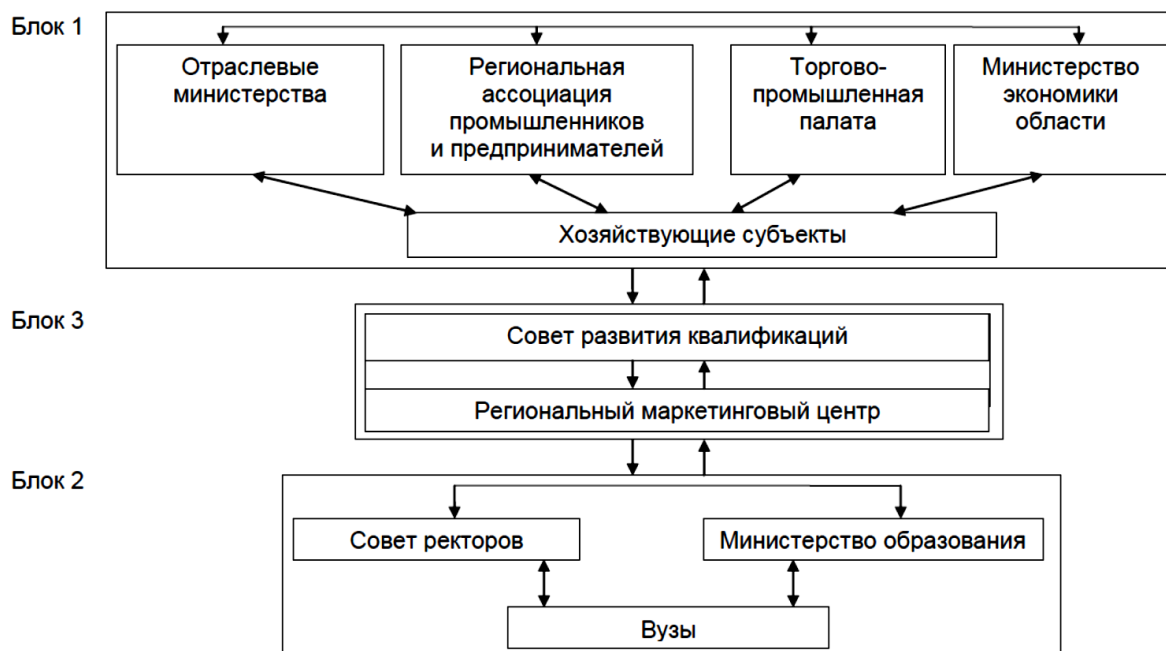 Блок 1
Отраслевые
министерства
Региональная
ассоциация
промышленников
и предпринимателей
Торгово-
промышленная
палата
Министерство
экономики
области
Хозяйствующие субъекты
Блок 3
Совет развития квалификаций
Региональный маркетинговый центр
Блок 2
Совет ректоров
Министерство образования
Вузы